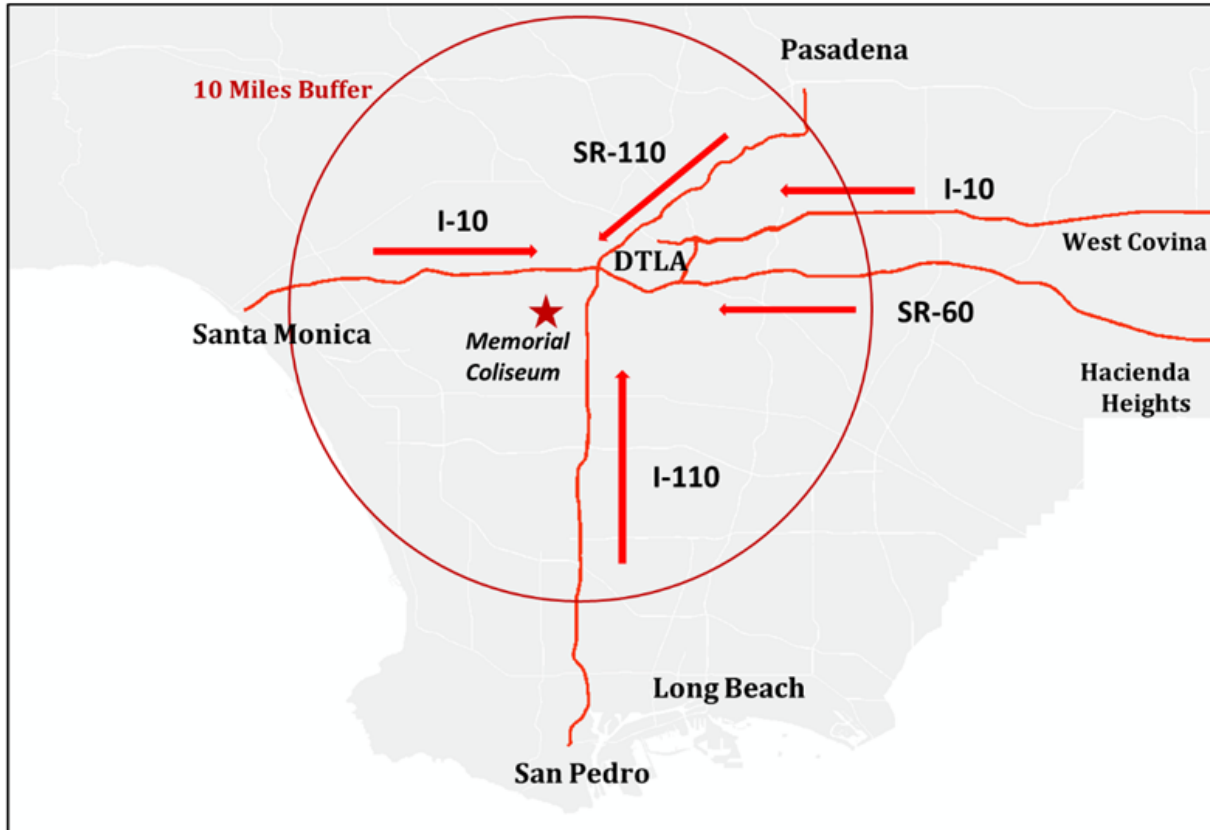 Pasadena
10 Miles Buffer
SR-110
I-10
I-10
West Covina
DTLA
SR-60
Santa Monica
Memorial
Coliseum
Hacienda
Heights
I-110
Long Beach
San Pedro